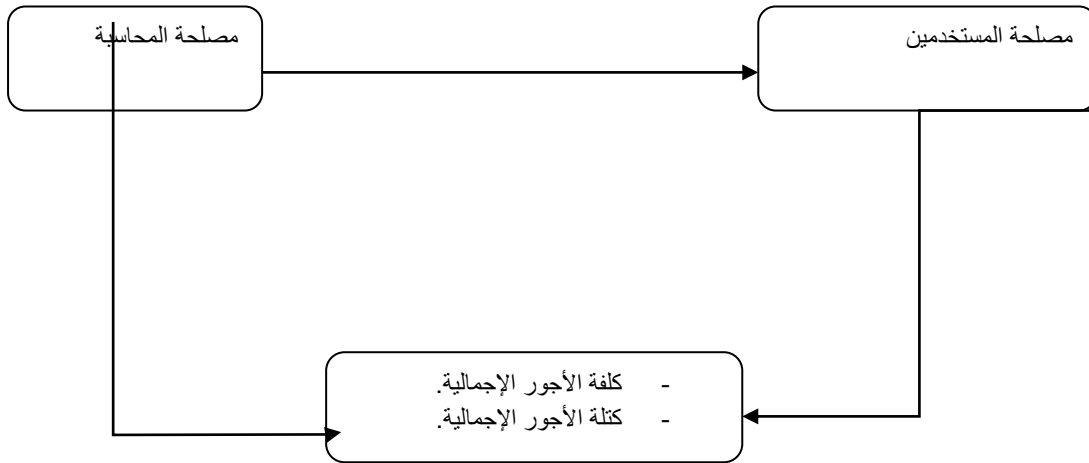 مصلحة المستخدمين
مصلحة المحاسبة
- كلفة الأجور الإجمالية.
- كتلة الأجور الإجمالية.